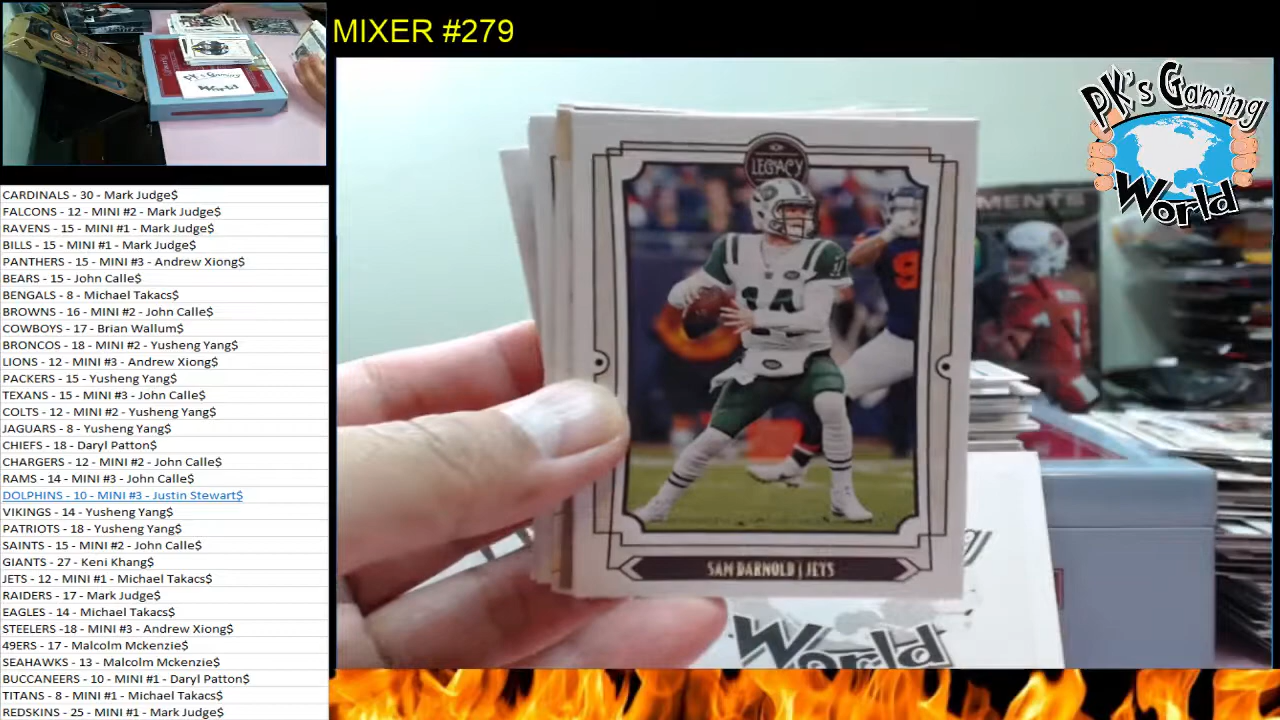 MIXER #279
PK's Gaming
World
CARDINALS - 30 - Mark Judge$
FALCONS - 12 - MINI #2 - Mark Judge$
RAVENS - 15 - MINI #1 - Mark Judge$
BILLS - 15 - MINI #1 - Mark Judge$
PANTHERS - 15 - MINI #3 - Andrew Xiong$
BEARS - 15 - John Calle$
BENGALS - 8 - Michael Takacs$
BROWNS - 16 - MINI #2 - John Calle$
COWBOYS - 17 - Brian Wallum$
BRONCOS - 18 - MINI #2 - Yusheng Yang$
LIONS - 12 - MINI #3 - Andrew Xiong$
PACKERS - 15 - Yusheng Yang$
TEXANS - 15 - MINI #3 - John Calle$
COLTS - 12 - MINI #2 - Yusheng Yang$
JAGUARS - 8 - Yusheng Yang$
CHIEFS - 18 - Daryl Patton$
CHARGERS - 12 - MINI #2 - John Calle$
RAMS - 14 - MINI #3 - John Calle$
DOLPHINS - 10 - MINI #3 - Justin Stewart$
VIKINGS - 14 - Yusheng Yang$
PATRIOTS - 18 - Yusheng Yang$
SAINTS - 15 - MINI #2 - John Calle$
GIANTS - 27 - Keni Khang$
JETS - 12 - MINI #1 - Michael Takacs$
RAIDERS - 17 - Mark Judge$
EAGLES - 14 - Michael Takacs$
STEELERS -18 - MINI #3 - Andrew Xiong$
49ERS - 17 - Malcolm Mckenzie$
SEAHAWKS - 13 - Malcolm Mckenzie$
BUCCANEERS - 10 - MINI #1 - Daryl Patton$
TITANS - 8 - MINI #1 - Michael Takacs$
REDSKINS - 25 - MINI #1 - Mark Judge$
PK's Gaming
World
LEGACY
14
9
SAM DARNOLD | JETS
World